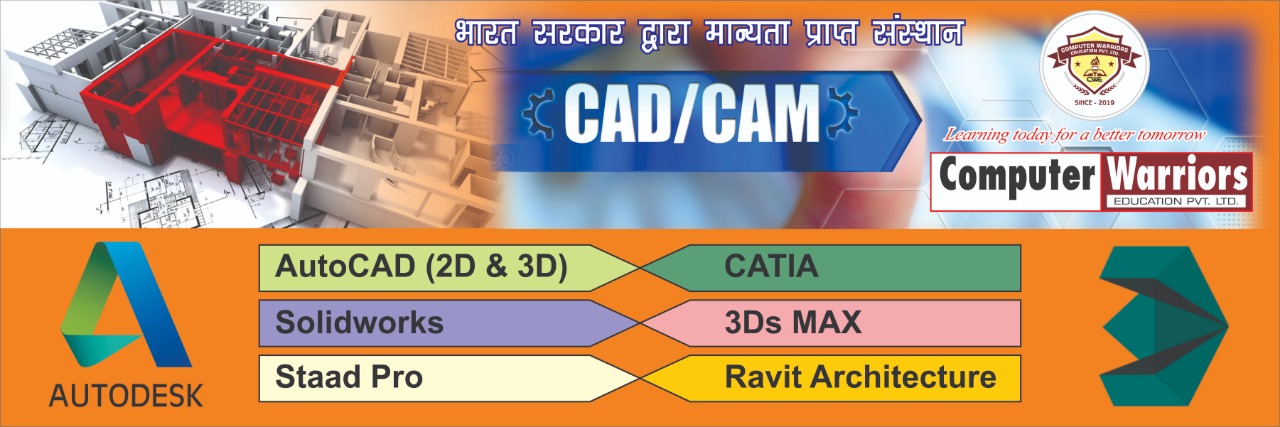 भारत सरकार द्वारा मान्यता प्राप्त संस्थान
CAD/CAM
COMPUTER WARRIORS
EDUCATION PVT. LTD.
CWE
SINCE - 2019
Learning today for a better tomorrow
Computer Warriors
EDUCATION PVT. LTD.
AutoCAD (2D & 3D)
CATIA
Solidworks
3Ds MAX
Staad Pro
Ravit Architecture
AUTODESK